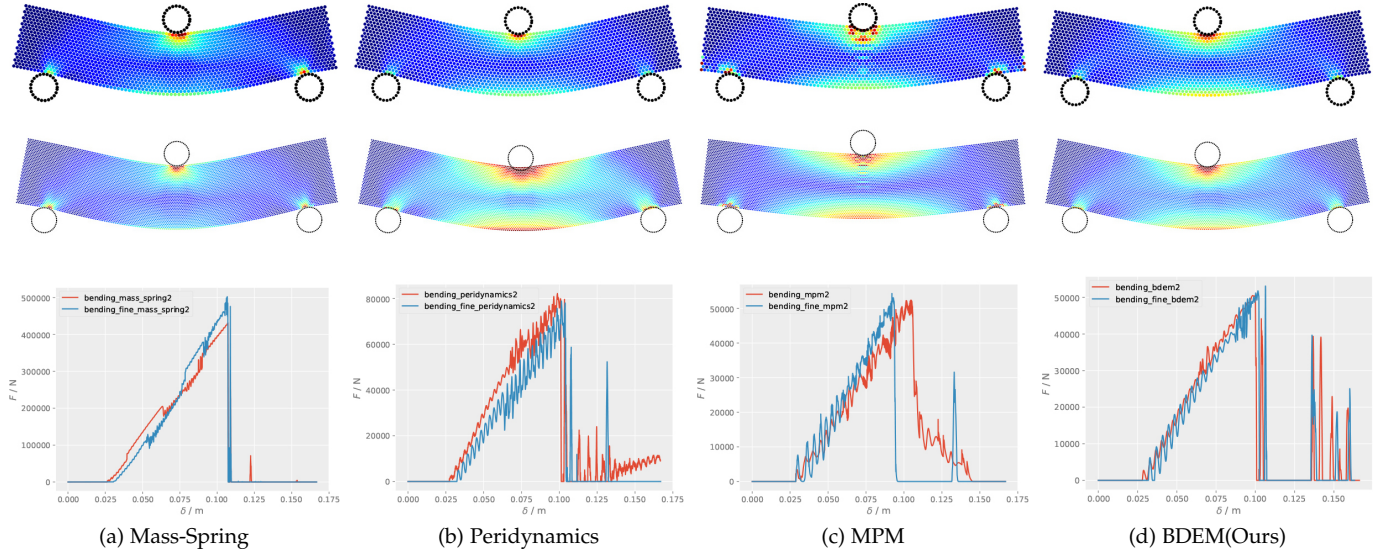 bending_mass_spring2
bending_fine_mass_spring2
500000
400000
300000
200000
100000
0
F / N
0.000
0.025
0.050
0.075
0.100
0.125
0.150
0.175
δ / m
(a) Mass-Spring
bending_peridynamics2
bending_fine_peridynamics2
80000
60000
40000
20000
0
F / N
0.000
0.025
0.050
0.075
0.100
0.125
0.150
0.175
δ / m
(b) Peridynamics
bending_mpm2
bending_fine_mpm2
50000
40000
30000
20000
10000
0
F / N
0.000
0.025
0.050
0.075
0.100
0.125
0.150
0.175
δ / m
(c) MPM
bending_bdem2
bending_fine_bdem2
50000
40000
30000
20000
10000
0
F / N
0.000
0.025
0.050
0.075
0.100
0.125
0.150
δ / m
(d) BDEM(Ours)